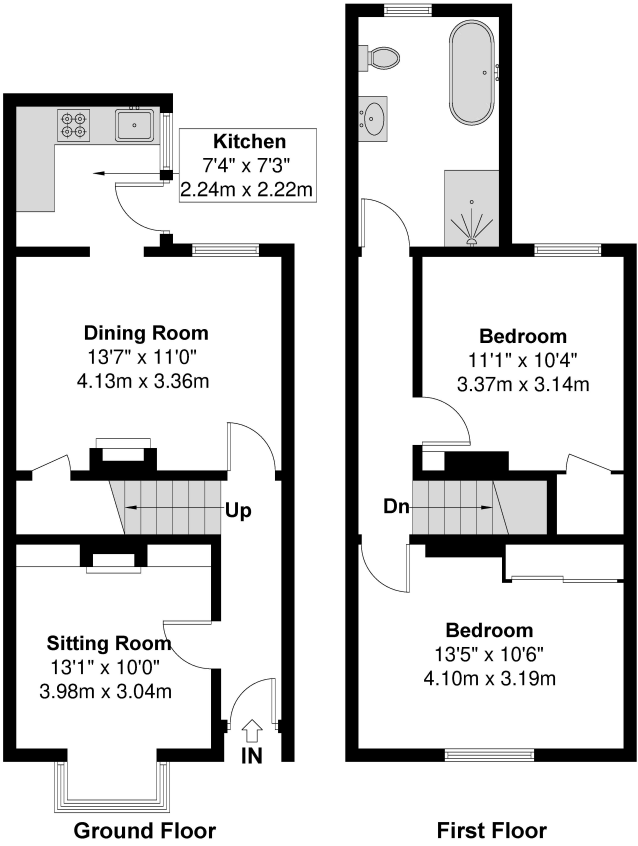 Kitchen
7'4" x 7'3"
2.24m x 2.22m
Dining Room
13'7" x 11'0"
4.13m x 3.36m
Up
Sitting Room
13'1" x 10'0"
3.98m x 3.04m
IN
Ground Floor
Bedroom
11'1" x 10'4"
3.37m x 3.14m
Dn
Bedroom
13'5" x 10'6"
4.10m x 3.19m
First Floor